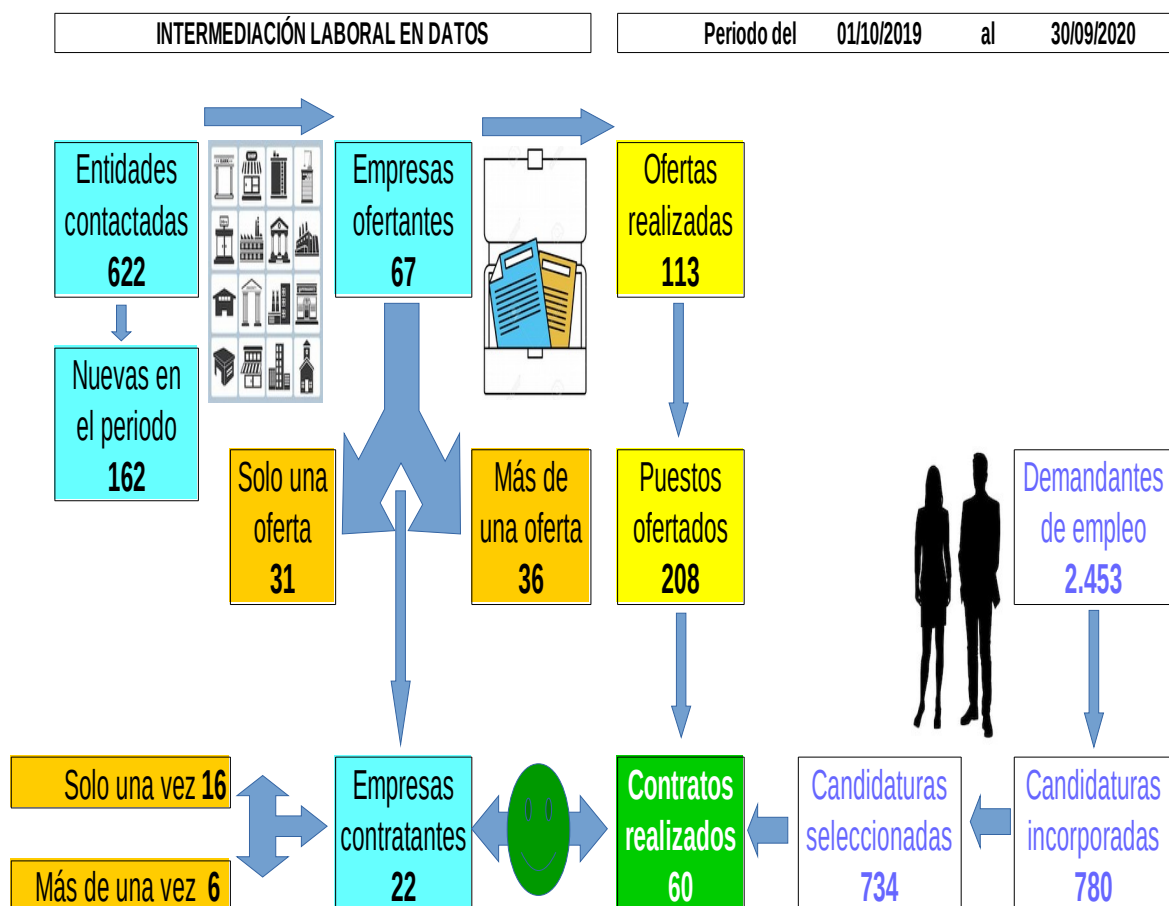 INTERMEDIACIÓN LABORAL EN DATOS
Periodo del 01/10/2019 al 30/09/2020
Entidades
contactadas
622
Empresas
ofertantes
67
Ofertas
realizadas
113
Nuevas en
el periodo
162
Solo una
oferta
31
Más de
una oferta
36
Puestos
ofertados
208
Demandantes
de empleo
2.453
Solo una vez 16
Más de una vez 6
Empresas
contratantes
22
Contratos
realizados
60
Candidaturas
seleccionadas
734
Candidaturas
incorporadas
780